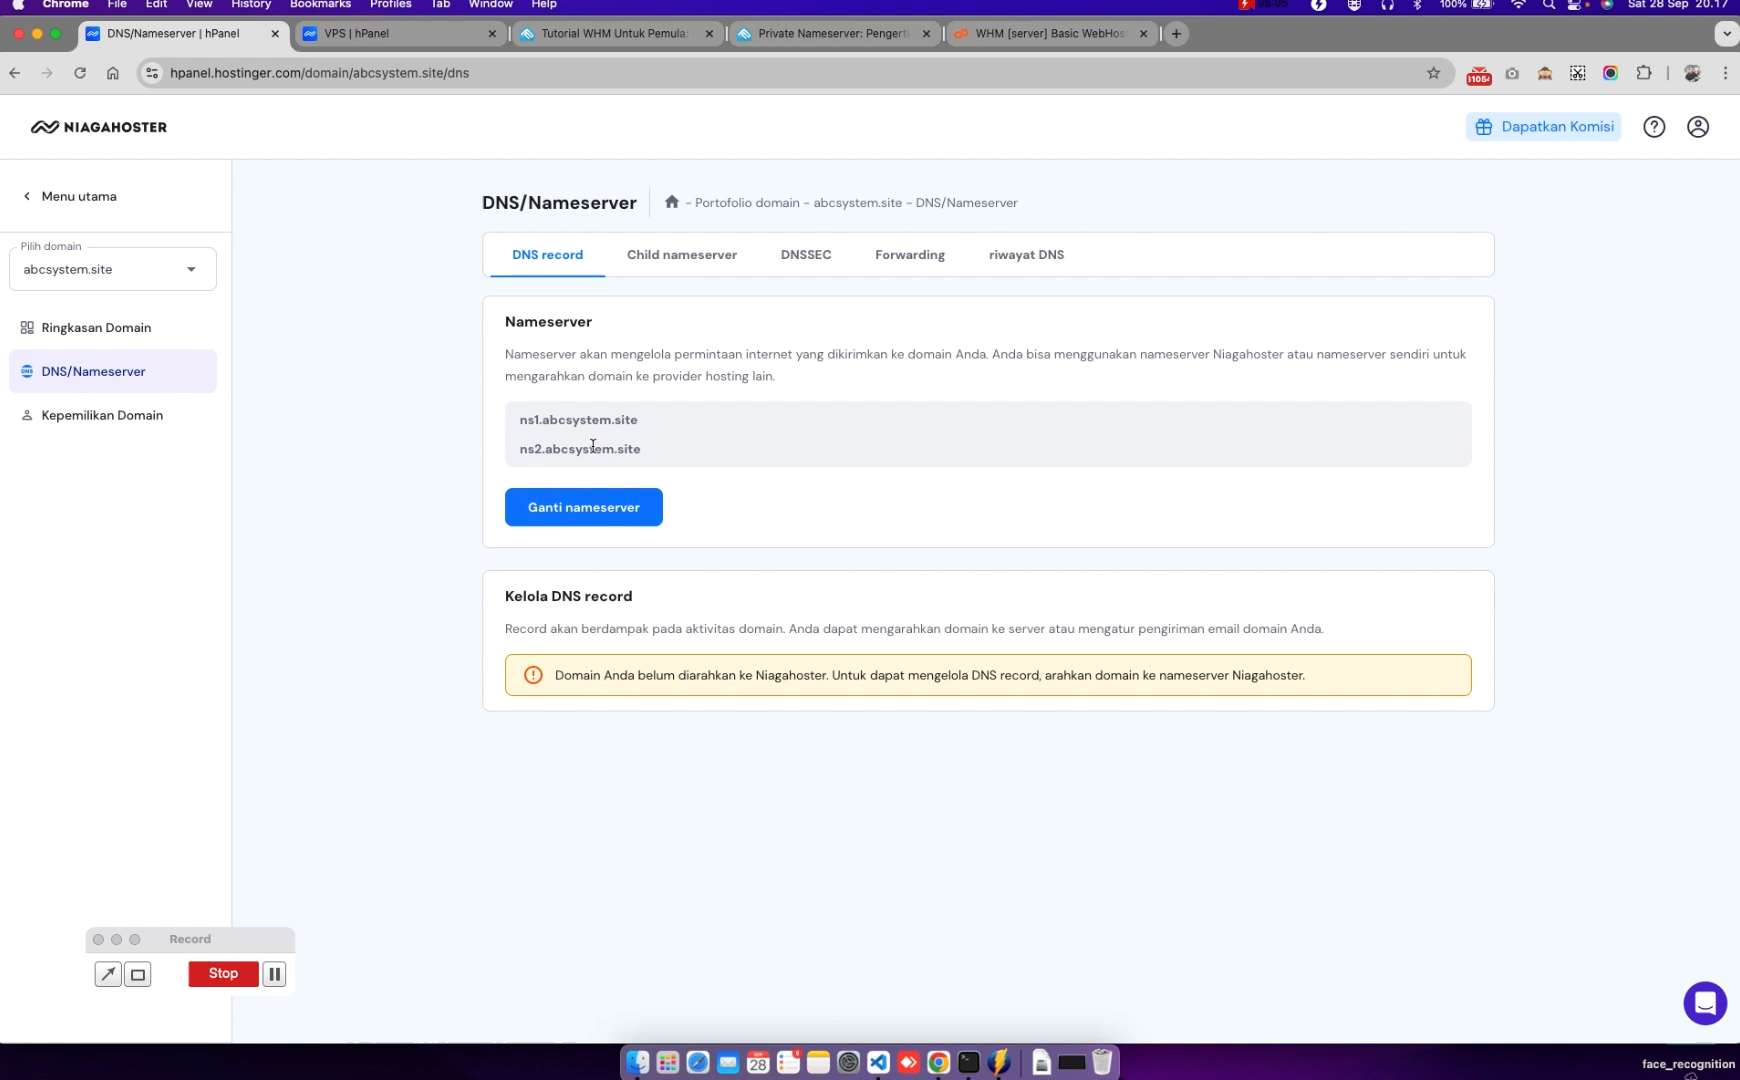 Chrome File Edit View History Bookmarks Profiles Tab Window Help 05:05 100% Sat 28 Sep 20.17
DNS/Nameserver | hPanel VPS | hPanel Tutorial WHM Untuk Pemula: Private Nameserver: Pengerti WHM [server] Basic WebHost
hpanel.hostinger.com/domain/abcsystem.site/dns
NIAGAHOSTER
Dapatkan Komisi
Menu utama
Pilih domain
abcsystem.site
Ringkasan Domain
DNS/Nameserver
Kepemilikan Domain
DNS/Nameserver - Portofolio domain - abcsystem.site - DNS/Nameserver
DNS record Child nameserver DNSSEC Forwarding riwayat DNS
Nameserver
Nameserver akan mengelola permintaan internet yang dikirimkan ke domain Anda. Anda bisa menggunakan nameserver Niagahoster atau nameserver sendiri untuk
mengarahkan domain ke provider hosting lain.
ns1.abcsystem.site
ns2.abcsystem.site
Ganti nameserver
Kelola DNS record
Record akan berdampak pada aktivitas domain. Anda dapat mengarahkan domain ke server atau mengatur pengiriman email domain Anda.
Domain Anda belum diarahkan ke Niagahoster. Untuk dapat mengelola DNS record, arahkan domain ke nameserver Niagahoster.
Record
Stop
face_recognition